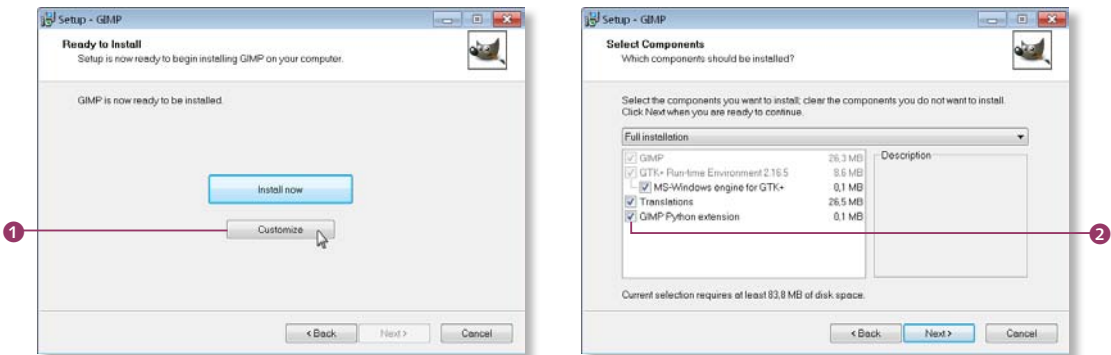 Setup - GIMP
Ready to Install
Setup is now ready to begin installing GIMP on your computer.
GIMP is now ready to be installed.
Install now
1
Customize
< Back
Next >
Cancel
Setup - GIMP
Select Components
Which components should be installed?
Select the components you want to install; clear the components you do not want to install.
Click Next when you are ready to continue.
Full installation
GIMP 26,3 MB
GTK+ Run-time Environment 2.16.5 8,6 MB
MS-Windows engine for GTK+ 0,1 MB
Translations 26,5 MB
GIMP Python extension 0,1 MB
Description
2
Current selection requires at least 83,8 MB of disk space.
< Back
Next >
Cancel